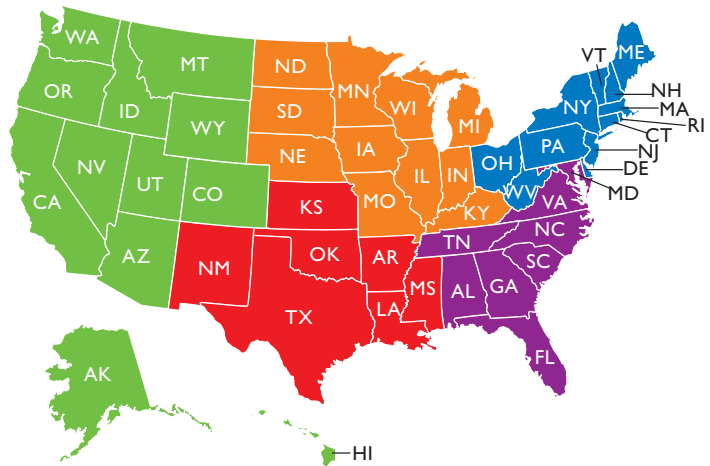 WA
MT
ND
MN
VT
ME
OR
ID
SD
WI
MI
NY
NH
MA
RI
CT
WY
NE
IA
PA
NJ
NV
UT
CO
IL
IN
OH
DE
MD
CA
KS
MO
KY
WV
VA
AZ
NM
OK
AR
TN
NC
SC
TX
LA
MS
AL
GA
FL
AK
HI